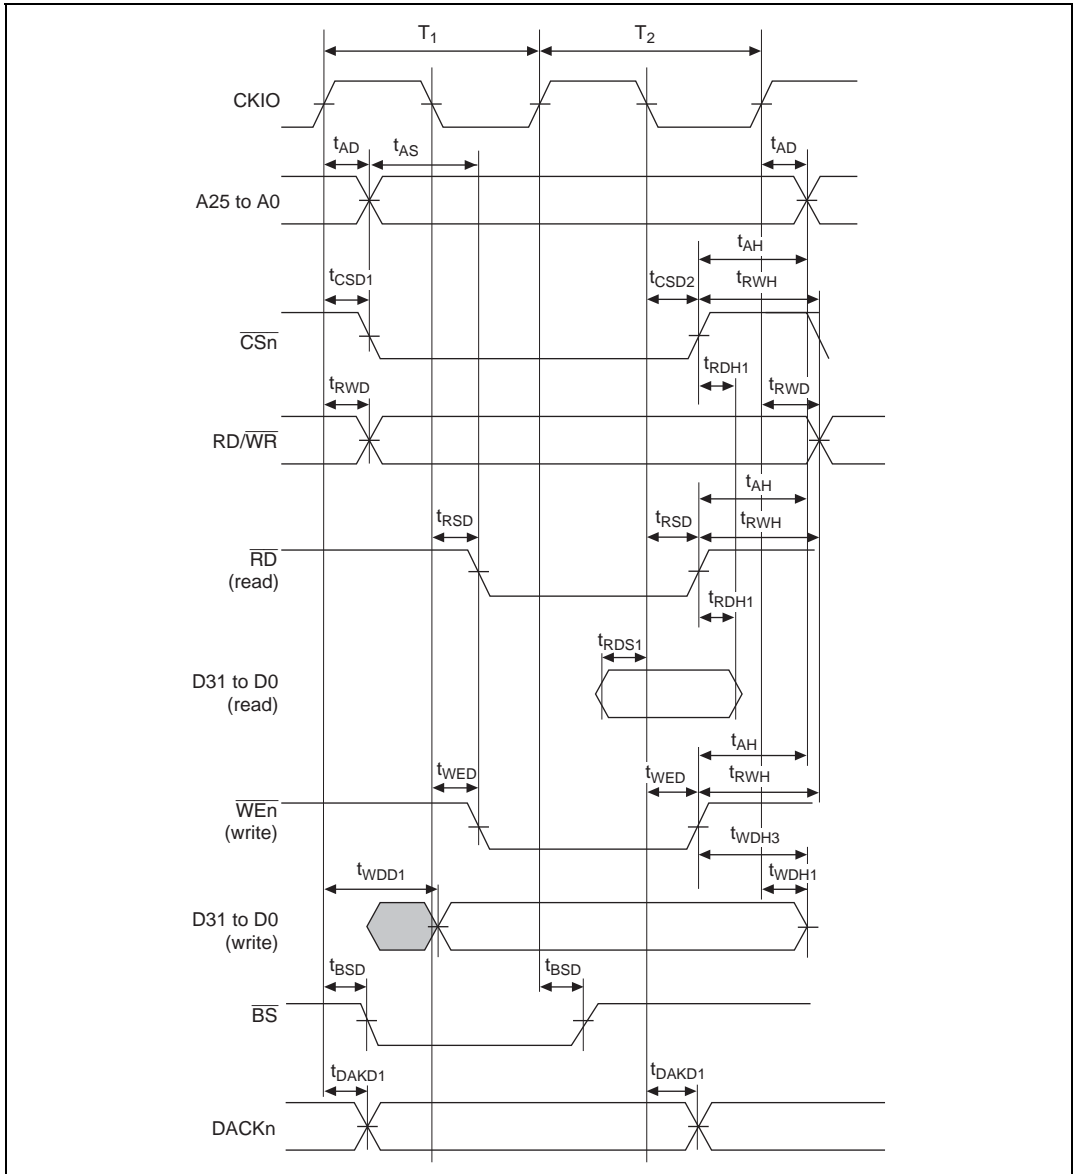 T1 T2
CKIO
tAD tAS tAD
A25 to A0
tAH
tCSD1 tCSD2 tRWH
CSn
tRDH1
tRWD tRWD
RD/WR
tAH
tRSD tRSD tRWH
RD
(read)
tRDH1
tRDS1
D31 to D0
(read)
tAH
tWED tWED tRWH
WEn
(write)
tWDH3
tWDD1 tWDH1
D31 to D0
(write)
tBSD tBSD
BS
tDAKD1 tDAKD1
DACKn